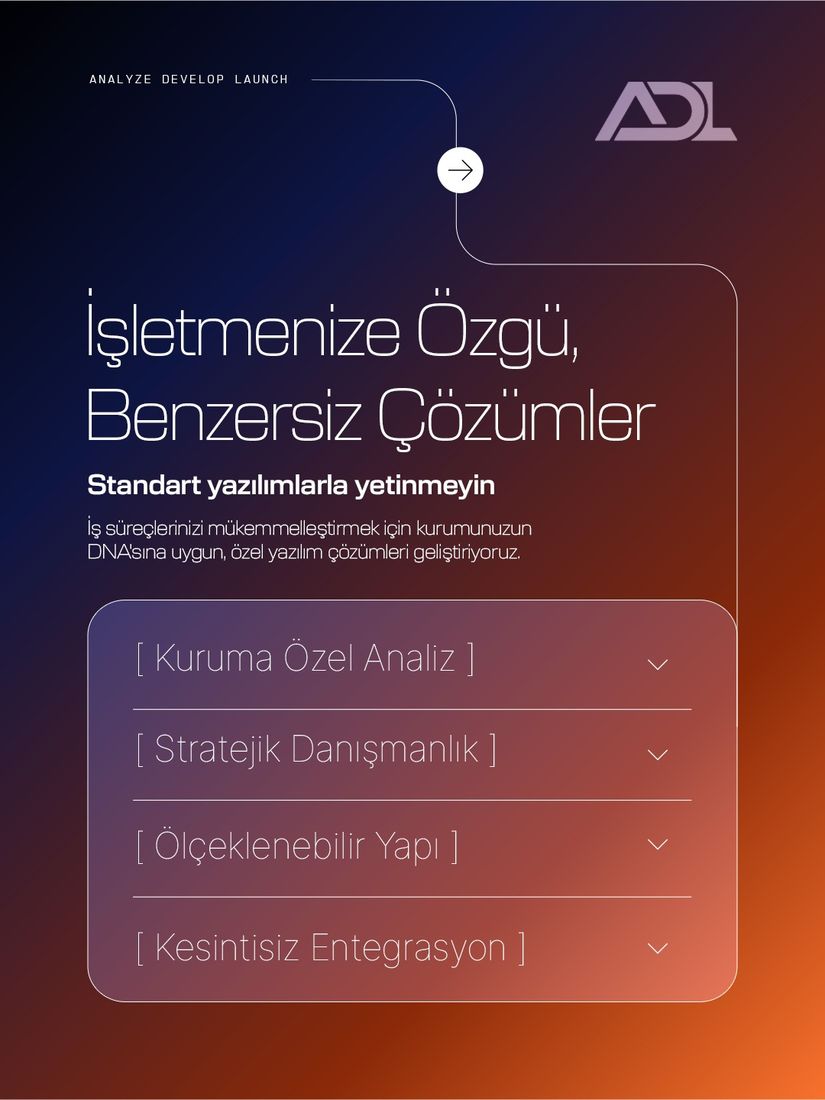 ANALYZE DEVELOP LAUNCH
ADL
İşletmenize Özgü,
Benzersiz Çözümler
Standart yazılımlarla yetinmeyin
İş süreçlerinizi mükemmelleştirmek için kurumunuzun
DNA'sına uygun, özel yazılım çözümleri geliştiriyoruz.
[ Kuruma Özel Analiz ]
[ Stratejik Danışmanlık ]
[ Ölçeklenebilir Yapı ]
[ Kesintisiz Entegrasyon ]